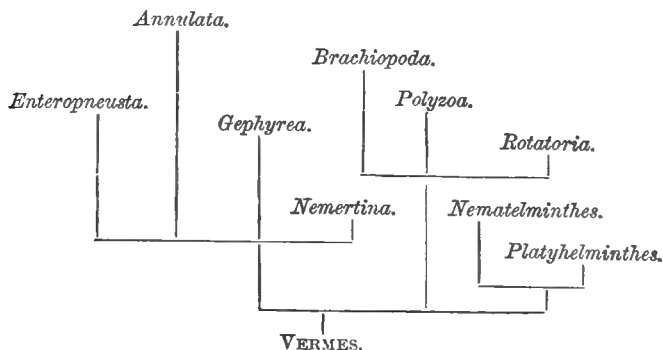 Annulata.
Brachiopoda.
Enteropneusta.
Polyzoa.
Gephyrea.
Rotatoria.
Nemertina.
Nematelminthes.
Platyhelminthes.
VERMES.